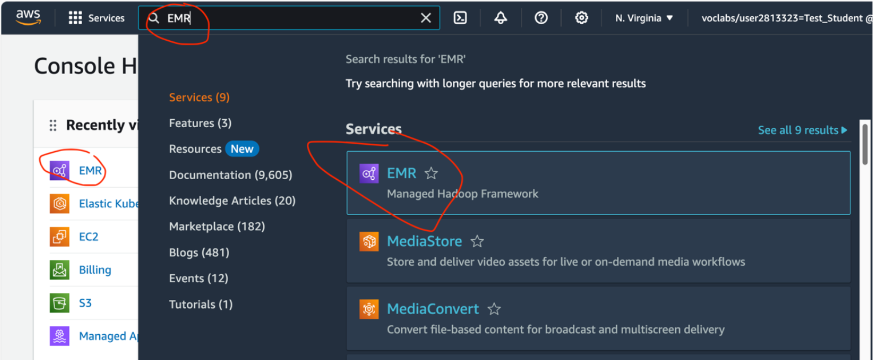 aws
Services
EMR
N. Virginia
voclabs/user2813323=Test_Student @
Console H
Recently vi
EMR
Elastic Kube
EC2
Billing
S3
Managed Ap
Services (9)
Features (3)
Resources New
Documentation (9,605)
Knowledge Articles (20)
Marketplace (182)
Blogs (481)
Events (12)
Tutorials (1)
Search results for 'EMR'
Try searching with longer queries for more relevant results
Services
See all 9 results
EMR
Managed Hadoop Framework
MediaStore
Store and deliver video assets for live or on-demand media workflows
MediaConvert
Convert file-based content for broadcast and multiscreen delivery